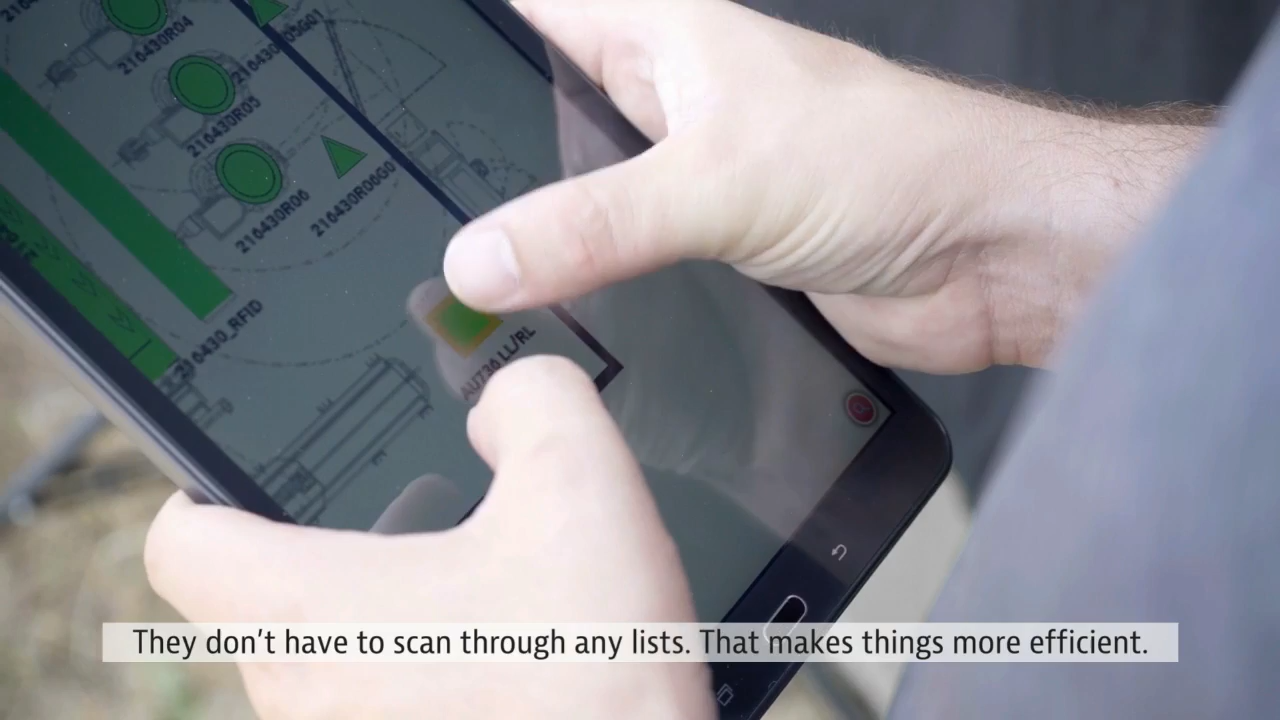 216430R04
216430R05
216430R06
216430R06G0
216430_RFID
AU730 LL/RL
They don't have to scan through any lists. That makes things more efficient.